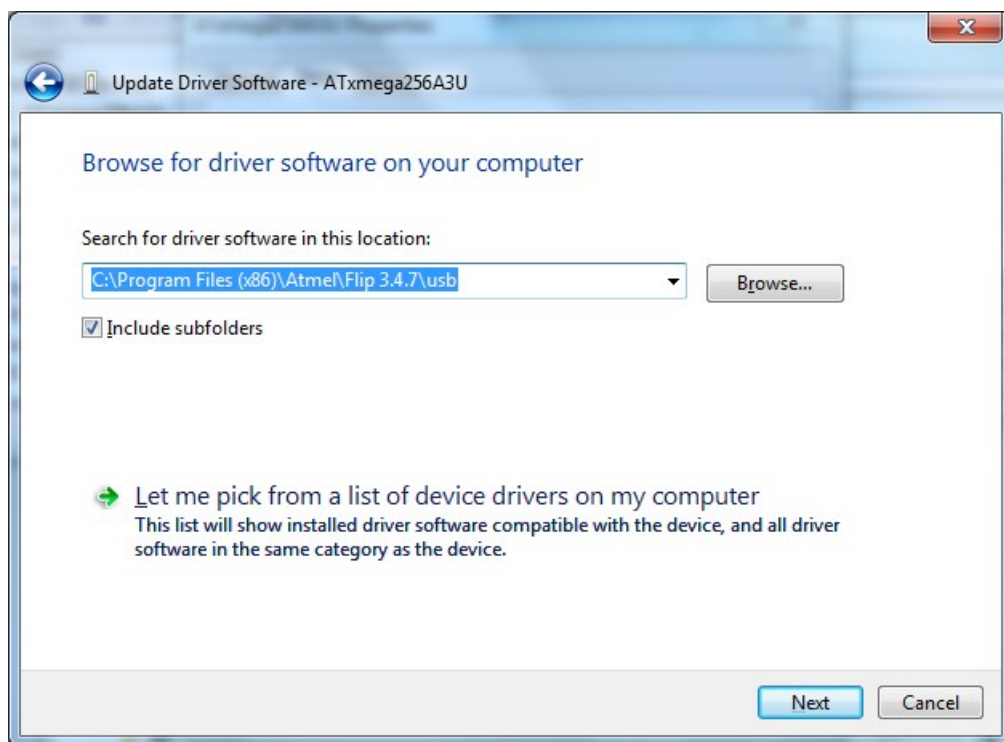 Update Driver Software - ATxmega256A3U
Browse for driver software on your computer
Search for driver software in this location:
C:\Program Files (x86)\Atmel\Flip 3.4.7\usb
Browse...
Include subfolders
Let me pick from a list of device drivers on my computer
This list will show installed driver software compatible with the device, and all driver
software in the same category as the device.
Next
Cancel